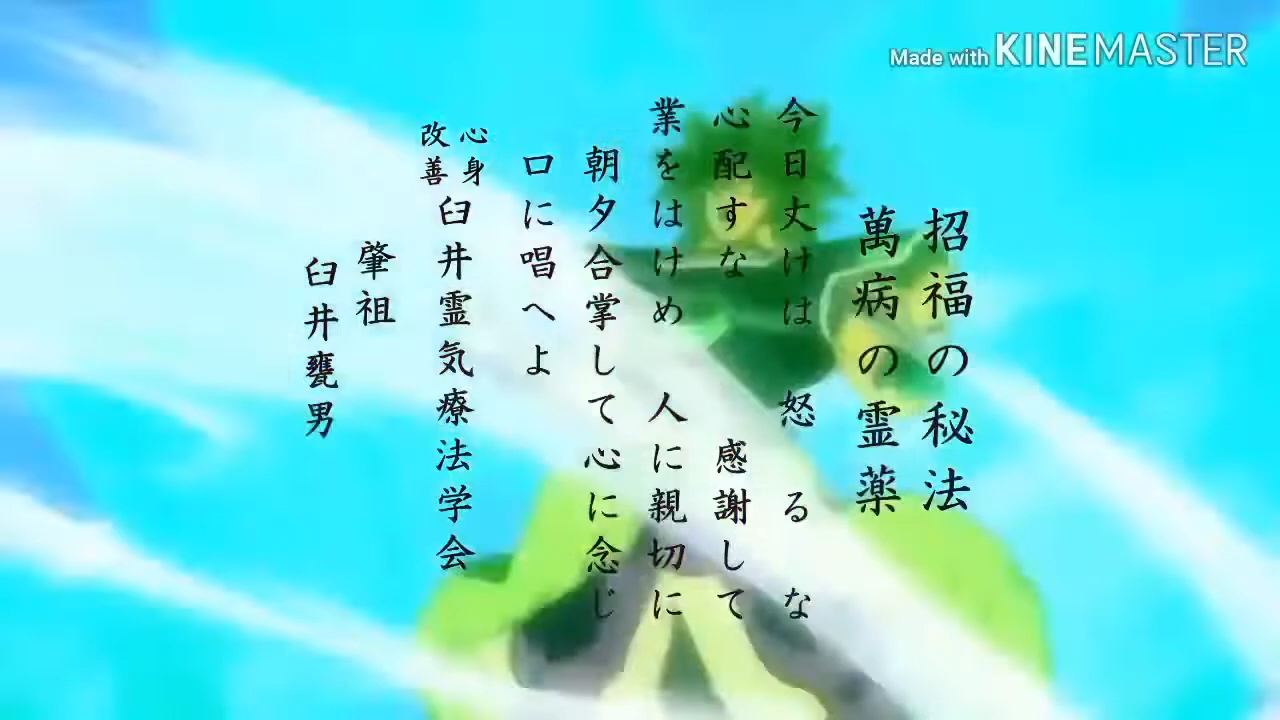 Made with KINEMASTER
招福の秘法
萬病の霊薬
今日丈けは 怒るな
心配すな 感謝して
業をはけめ 人に親切に
朝夕合掌して心に念じ
口に唱へよ
心身
改善
臼井霊気療法学会
肇祖
臼井甕男